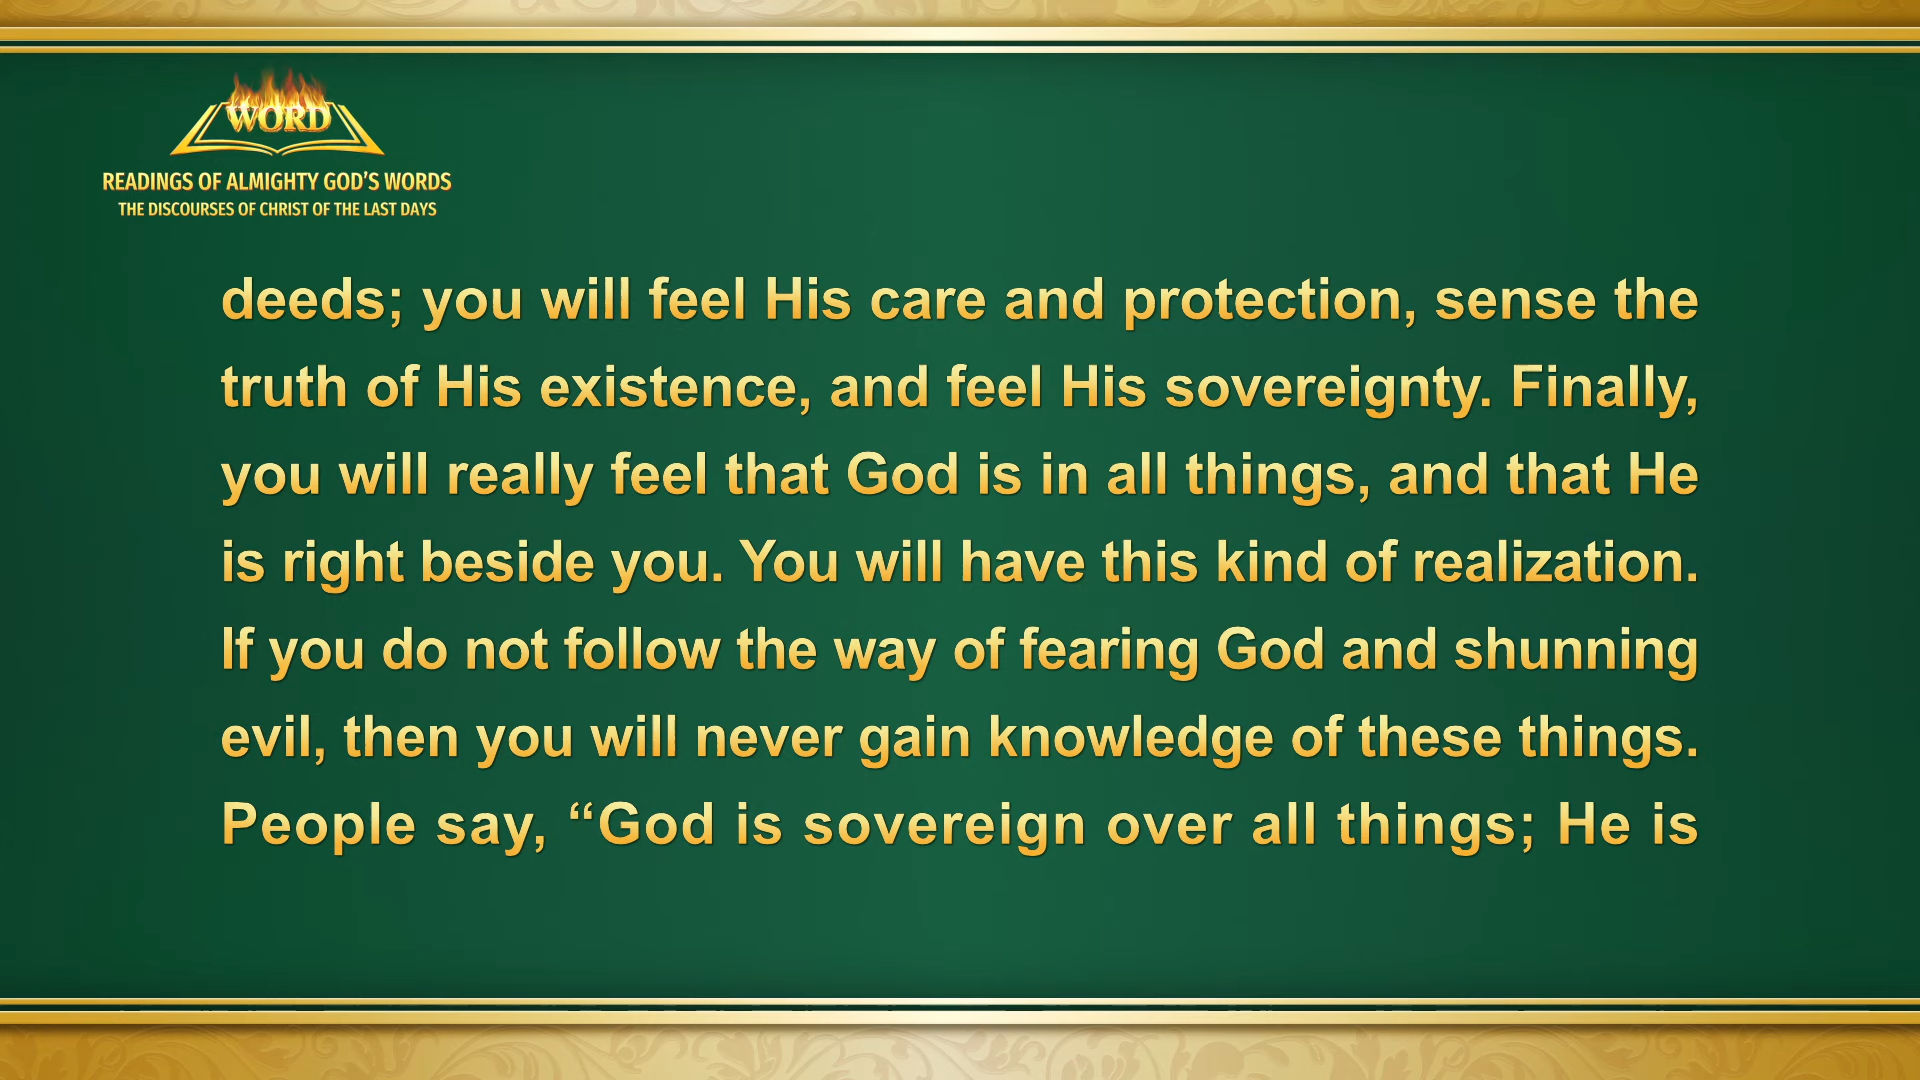 WORD
READINGS OF ALMIGHTY GOD'S WORDS
THE DISCOURSES OF CHRIST OF THE LAST DAYS
deeds; you will feel His care and protection, sense the
truth of His existence, and feel His sovereignty. Finally,
you will really feel that God is in all things, and that He
is right beside you. You will have this kind of realization.
If you do not follow the way of fearing God and shunning
evil, then you will never gain knowledge of these things.
People say, “God is sovereign over all things; He is